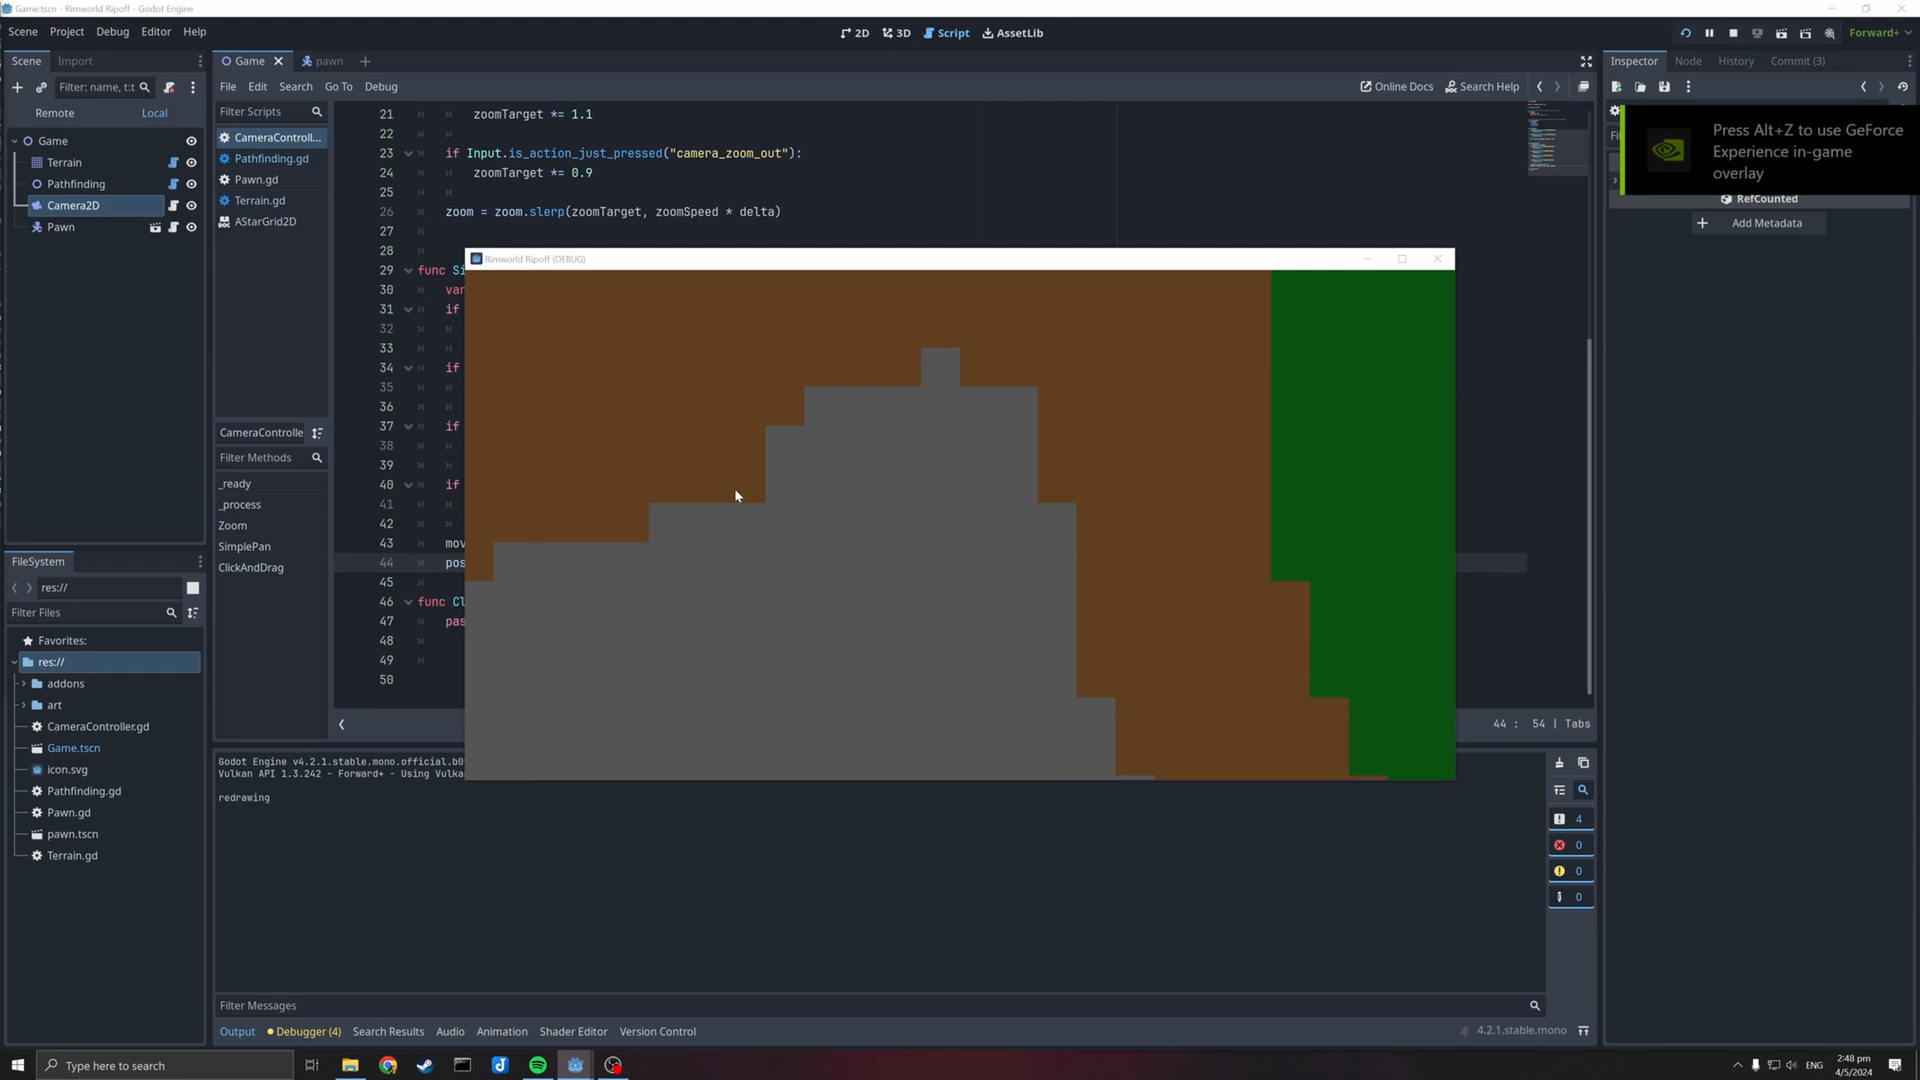 Game.tscn - Rimworld Ripoff - Godot Engine
Scene Project Debug Editor Help
2D 3D Script AssetLib
Forward+
Scene Import
Game pawn
Inspector Node History Commit (3)
Filter: name, t:t
File Edit Search Go To Debug
Online Docs Search Help
Remote Local
Filter Scripts
Game
Terrain
Pathfinding
Camera2D
Pawn
CameraControll...
Pathfinding.gd
Pawn.gd
Terrain.gd
AStarGrid2D
CameraControlle
Filter Methods
_ready
_process
Zoom
SimplePan
ClickAndDrag
21 zoomTarget *= 1.1
22
23 if Input.is_action_just_pressed("camera_zoom_out"):
24 zoomTarget *= 0.9
25
26 zoom = zoom.slerp(zoomTarget, zoomSpeed * delta)
27
28
29 func Si
30 var
31 if
32
33
34 if
35
36
37 if
38
39
40 if
41
42
43 mov
44 pos
45
46 func Cl
47 pas
48
49
50
Rimworld Ripoff (DEBUG)
Press Alt+Z to use GeForce
Experience in-game
overlay
RefCounted
Add Metadata
44 : 54 | Tabs
FileSystem
res://
Filter Files
Favorites:
res://
addons
art
CameraController.gd
Game.tscn
icon.svg
Pathfinding.gd
Pawn.gd
pawn.tscn
Terrain.gd
Godot Engine v4.2.1.stable.mono.official.b0
Vulkan API 1.3.242 - Forward+ - Using Vulka
redrawing
4
0
0
0
Filter Messages
Output Debugger (4) Search Results Audio Animation Shader Editor Version Control
4.2.1.stable.mono
Type here to search
ENG
2:48 pm
4/5/2024